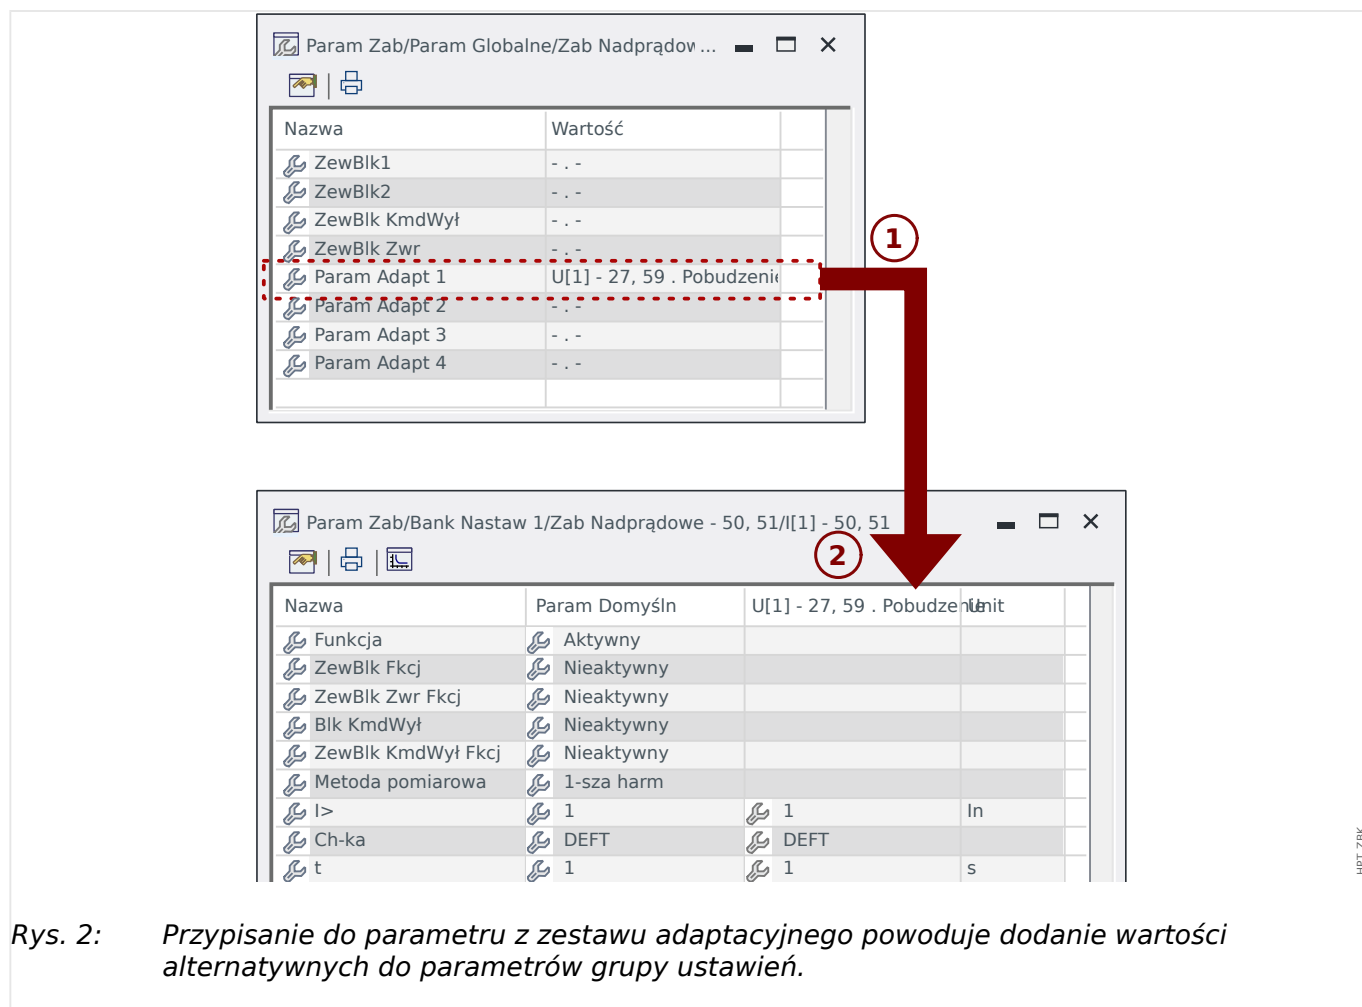 Param Zab/Param Globalne/Zab Nadprądow ...
Nazwa Wartość
ZewBlk1 - . -
ZewBlk2 - . -
ZewBlk KmdWył - . -
ZewBlk Zwr - . -
Param Adapt 1 U[1] - 27, 59 . Pobudzenie
Param Adapt 2 - . -
Param Adapt 3 - . -
Param Adapt 4 - . -
1
Param Zab/Bank Nastaw 1/Zab Nadprądowe - 50, 51/I[1] - 50, 51
2
Nazwa Param Domyśln U[1] - 27, 59 . Pobudzenie Unit
Funkcja Aktywny
ZewBlk Fkcj Nieaktywny
ZewBlk Zwr Fkcj Nieaktywny
Blk KmdWył Nieaktywny
ZewBlk KmdWył Fkcj Nieaktywny
Metoda pomiarowa 1-sza harm
I> 1 1 In
Ch-ka DEFT DEFT
t 1 1 s
HPT ZBK
Rys. 2: Przypisanie do parametru z zestawu adaptacyjnego powoduje dodanie wartości
alternatywnych do parametrów grupy ustawień.